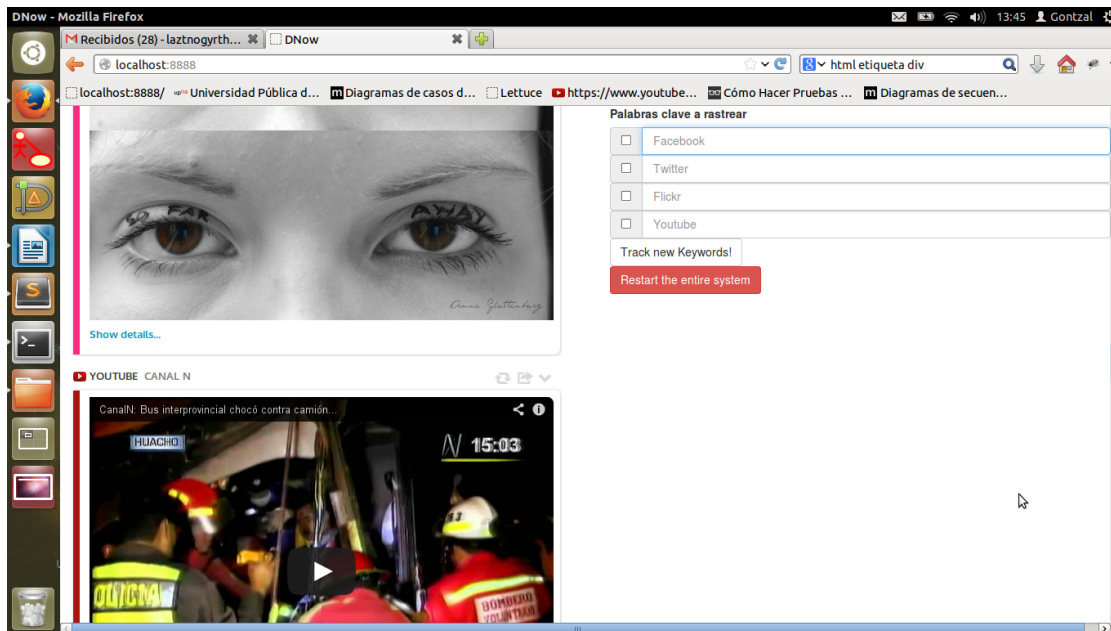 DNow - Mozilla Firefox
13:45 Gontzal
Recibidos (28) - laztnogyrth...
DNow
localhost:8888
html etiqueta div
localhost:8888/
Universidad Pública d...
Diagramas de casos d...
Lettuce
https://www.youtube...
Cómo Hacer Pruebas ...
Diagramas de secuen...
SO FAR AWAY
Show details...
YOUTUBE CANAL N
CanalN: Bus interprovincial chocó contra camión...
HUACHO
N 15:03
POLICIA
BOMBERO
VOLUNTARIO
Palabras clave a rastrear
Facebook
Twitter
Flickr
Youtube
Track new Keywords!
Restart the entire system